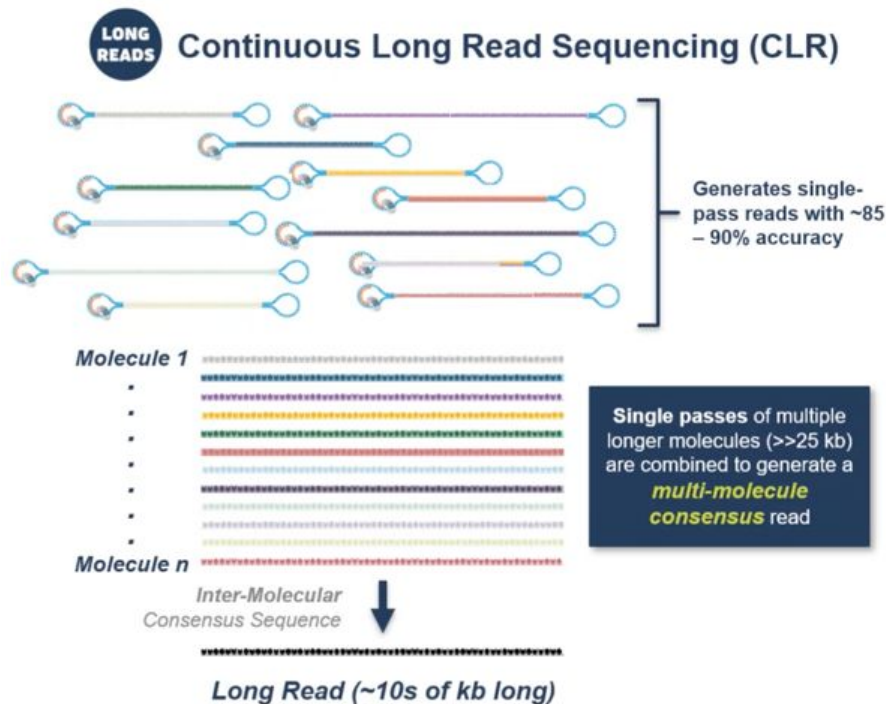 LONG
READS
Continuous Long Read Sequencing (CLR)
Generates single-
pass reads with ~85
– 90% accuracy
Molecule 1
Molecule n
Single passes of multiple
longer molecules (>>25 kb)
are combined to generate a
multi-molecule
consensus read
Inter-Molecular
Consensus Sequence
Long Read (~10s of kb long)